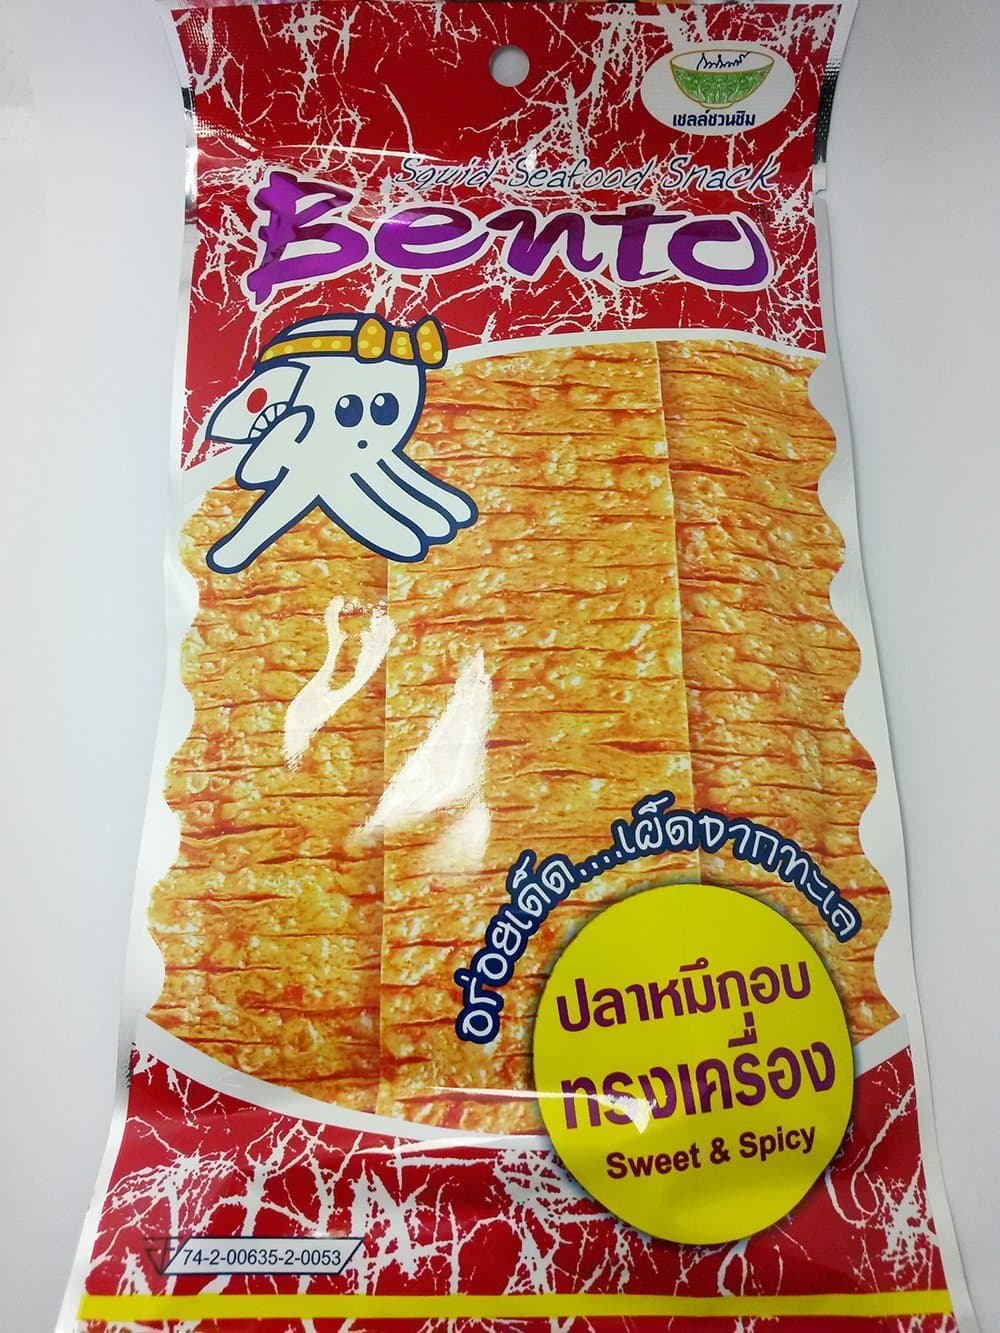 เชลล์ชวนชิม
Squid Seafood Snack
Bento
อร่อยเด็ด....เผ็ดจากทะเล
ปลาหมึกอบ
ทรงเครื่อง
Sweet & Spicy
74-2-00635-2-0053